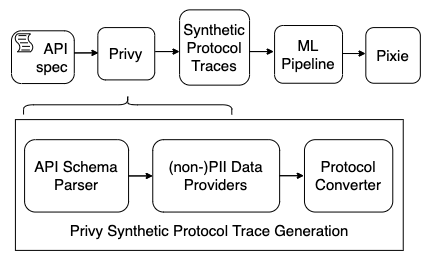 API
spec
Privy
Synthetic
Protocol
Traces
ML
Pipeline
Pixie
API Schema
Parser
(non-)PII Data
Providers
Protocol
Converter
Privy Synthetic Protocol Trace Generation